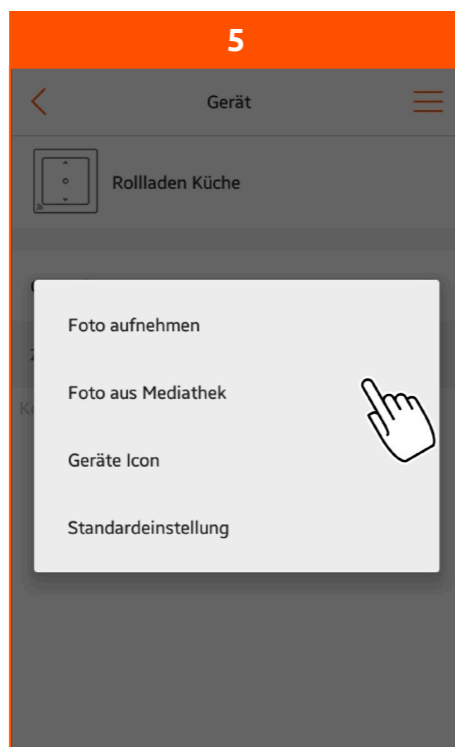 5
Gerät
Rollladen Küche
Foto aufnehmen
Foto aus Mediathek
Geräte Icon
Standardeinstellung